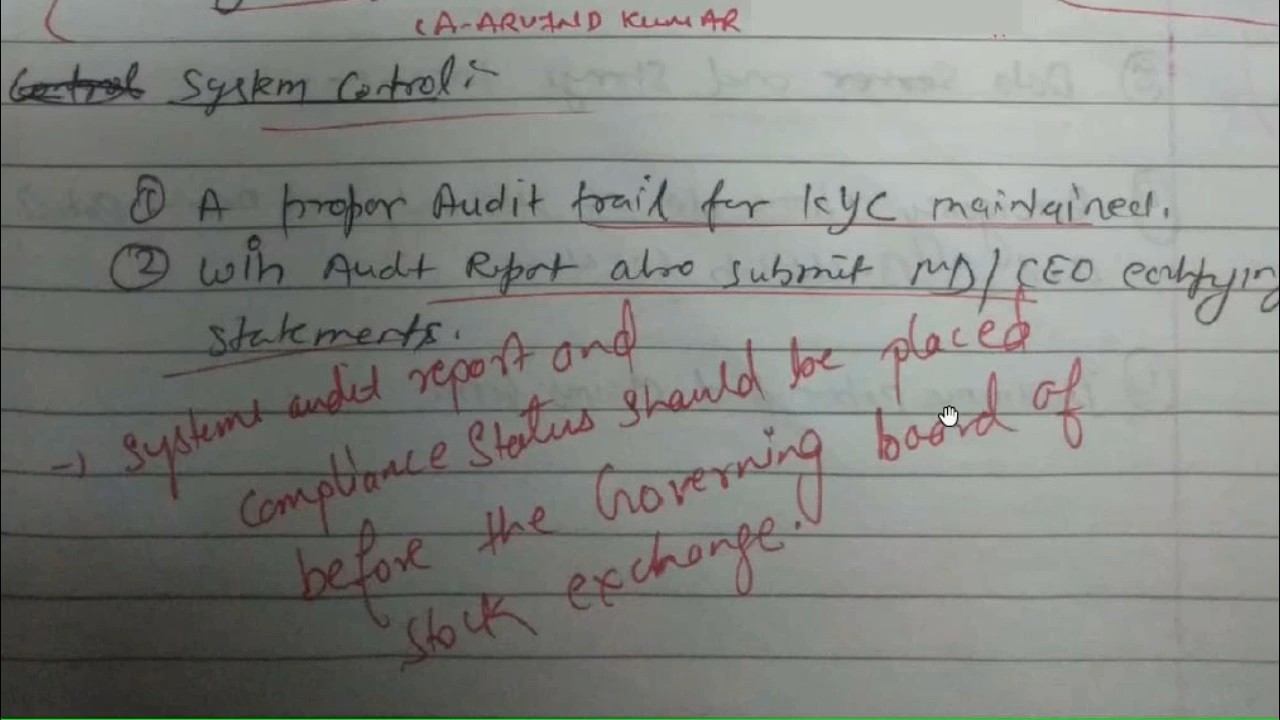 CA-ARVIND KUMAR
Control System Control:-
① A proper Audit trail for KYC maintained.
② With Audit Report also submit MD/CEO certifying
statements.
→ Systems audit report and
compliance status should be placed
before the Governing board of
stock exchange.